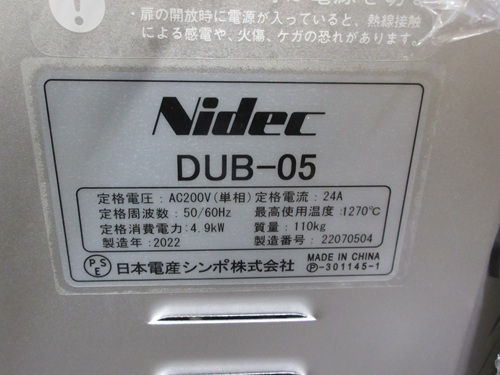 ・扉の開放時に電源が入っていると、熱線接触
による感電や、火傷、ケガの恐れがあります。
Nidec
DUB-05
定格電圧：AC200V(単相) 定格電流：24A
定格周波数：50/60Hz 最高使用温度：1270℃
定格消費電力：4.9kW 質量：110kg
製造年：2022 製造番号：22070504
PSE 日本電産シンポ株式会社 MADE IN CHINA
Ⓟ-301145-1